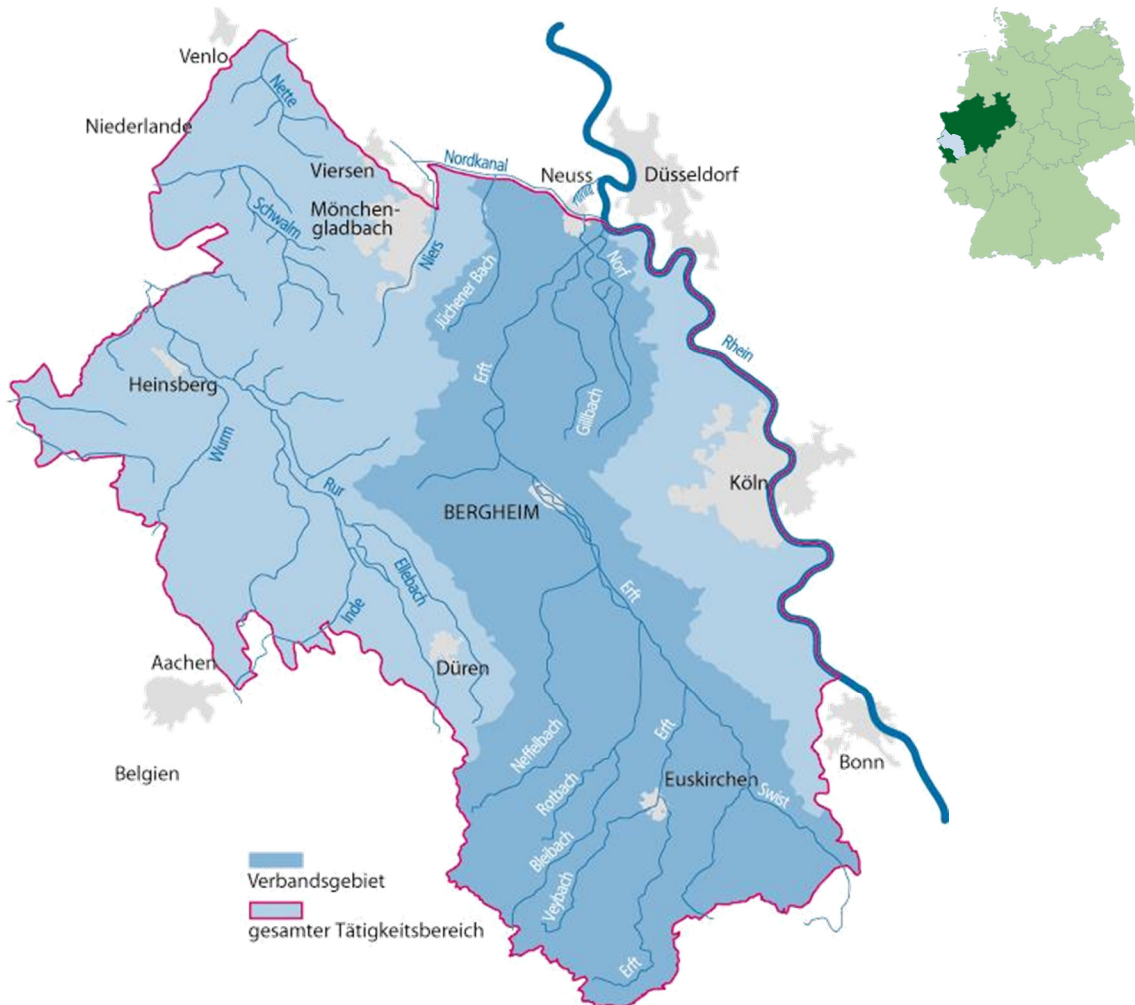 Venlo
Nette
Niederlande
Nordkanal
Neuss
Düsseldorf
Viersen
Mönchen-
gladbach
Schwalm
Niers
Norf
Jüchener Bach
Rhein
Erft
Heinsberg
Gillbach
Wurm
Rur
Köln
BERGHEIM
Ellebach
Erft
Inde
Aachen
Düren
Neffelbach
Erft
Bonn
Belgien
Euskirchen
Rotbach
Swist
Bleibach
Verbandsgebiet
Veybach
gesamter Tätigkeitsbereich
Erft